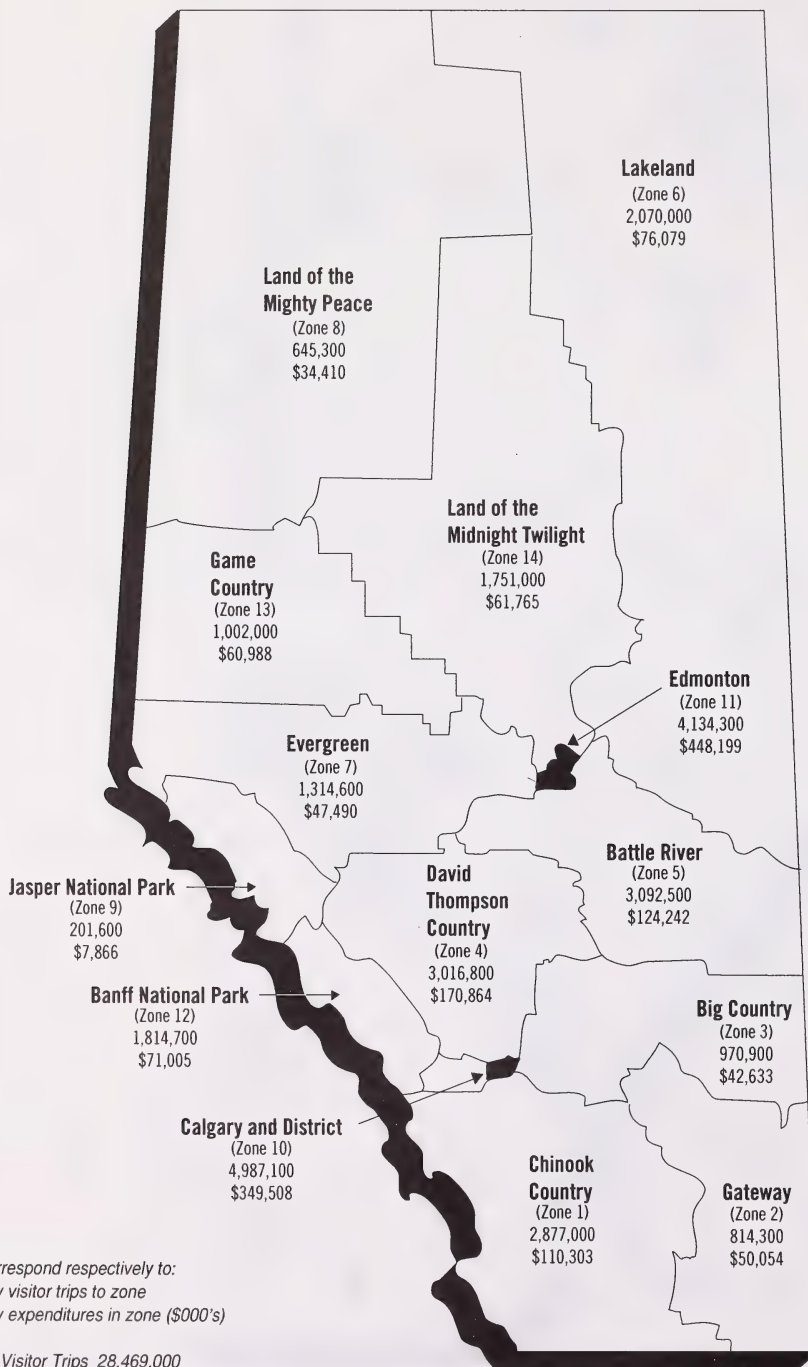 Lakeland
(Zone 6)
2,070,000
$76,079
Land of the
Mighty Peace
(Zone 8)
645,300
$34,410
Land of the
Midnight Twilight
(Zone 14)
1,751,000
$61,765
Game
Country
(Zone 13)
1,002,000
$60,988
Edmonton
(Zone 11)
4,134,300
$448,199
Evergreen
(Zone 7)
1,314,600
$47,490
Battle River
(Zone 5)
3,092,500
$124,242
David
Thompson
Country
(Zone 4)
3,016,800
$170,864
Jasper National Park
(Zone 9)
201,600
$7,866
Banff National Park
(Zone 12)
1,814,700
$71,005
Big Country
(Zone 3)
970,900
$42,633
Calgary and District
(Zone 10)
4,987,100
$349,508
Chinook
Country
(Zone 1)
2,877,000
$110,303
Gateway
(Zone 2)
814,300
$50,054
respond respectively to:
visitor trips to zone
expenditures in zone ($000's)
Visitor Trips 28,469,000